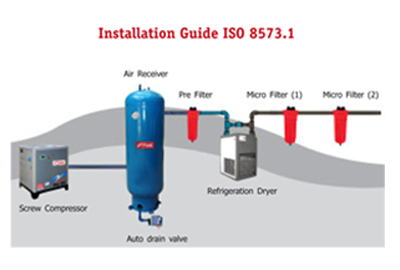 Installation Guide ISO 8573.1
Air Receiver
Pre Filter
Micro Filter (1)
Micro Filter (2)
Refrigeration Dryer
Screw Compressor
Auto drain valve